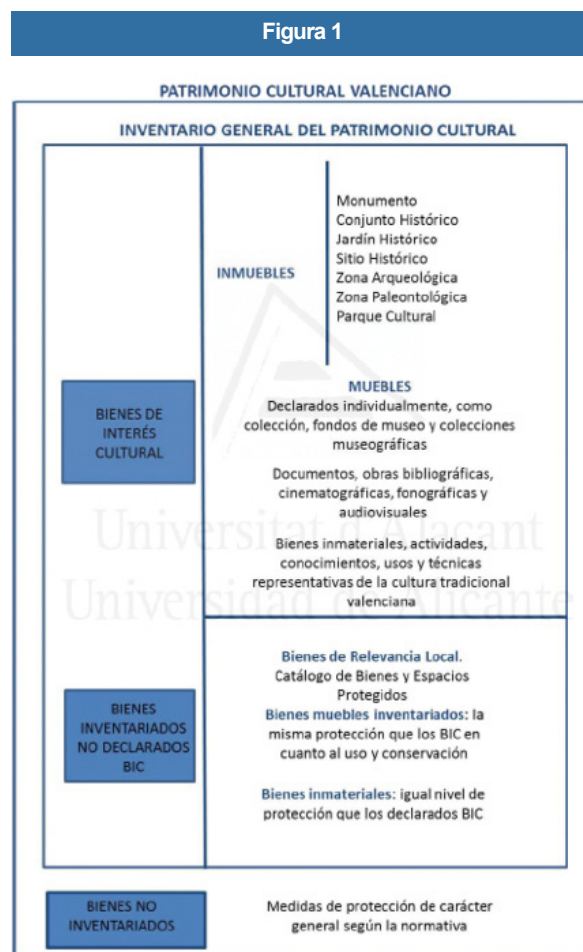 Figura 1
PATRIMONIO CULTURAL VALENCIANO
INVENTARIO GENERAL DEL PATRIMONIO CULTURAL
BIENES DE
INTERÉS
CULTURAL
INMUEBLES
Monumento
Conjunto Histórico
Jardín Histórico
Sitio Histórico
Zona Arqueológica
Zona Paleontológica
Parque Cultural
MUEBLES
Declarados individualmente, como
colección, fondos de museo y colecciones
museográficas
Documentos, obras bibliográficas,
cinematográficas, fonográficas y
audiovisuales
Bienes inmateriales, actividades,
conocimientos, usos y técnicas
representativas de la cultura tradicional
valenciana
Universitat d'Alacant
Universidad de Alicante
BIENES
INVENTARIADOS
NO DECLARADOS
BIC
Bienes de Relevancia Local.
Catálogo de Bienes y Espacios
Protegidos
Bienes muebles inventariados: la
misma protección que los BIC en
cuanto al uso y conservación
Bienes inmateriales: igual nivel de
protección que los declarados BIC
BIENES NO
INVENTARIADOS
Medidas de protección de carácter
general según la normativa